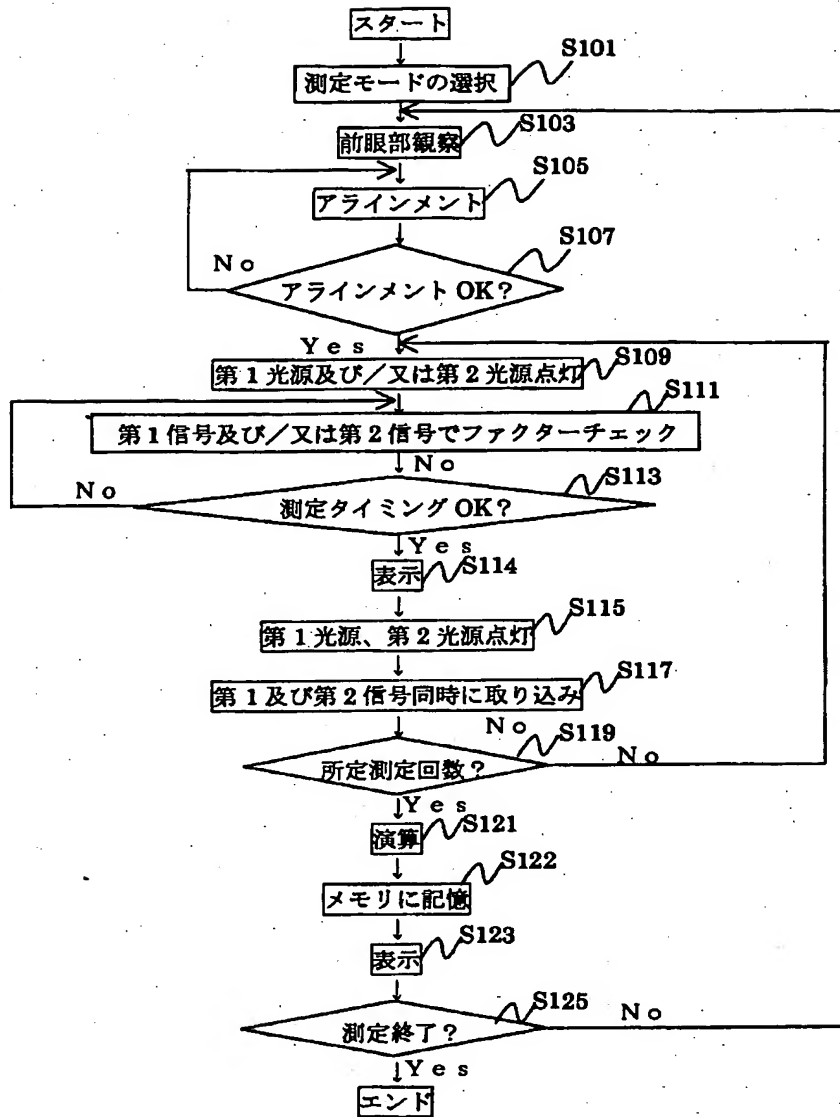 スタート
S101
測定モードの選択
S103
前眼部観察
S105
アラインメント
S107
No
アラインメント OK?
Yes
S109
第1光源及び/又は第2光源点灯
S111
第1信号及び/又は第2信号でファクターチェック
No
No
S113
測定タイミング OK?
Yes
表示
S114
S115
第1光源、第2光源点灯
S117
第1及び第2信号同時に取り込み
No
S119
所定測定回数?
No
Yes
演算
S121
S122
メモリに記憶
S123
表示
S125
測定終了?
No
Yes
エンド